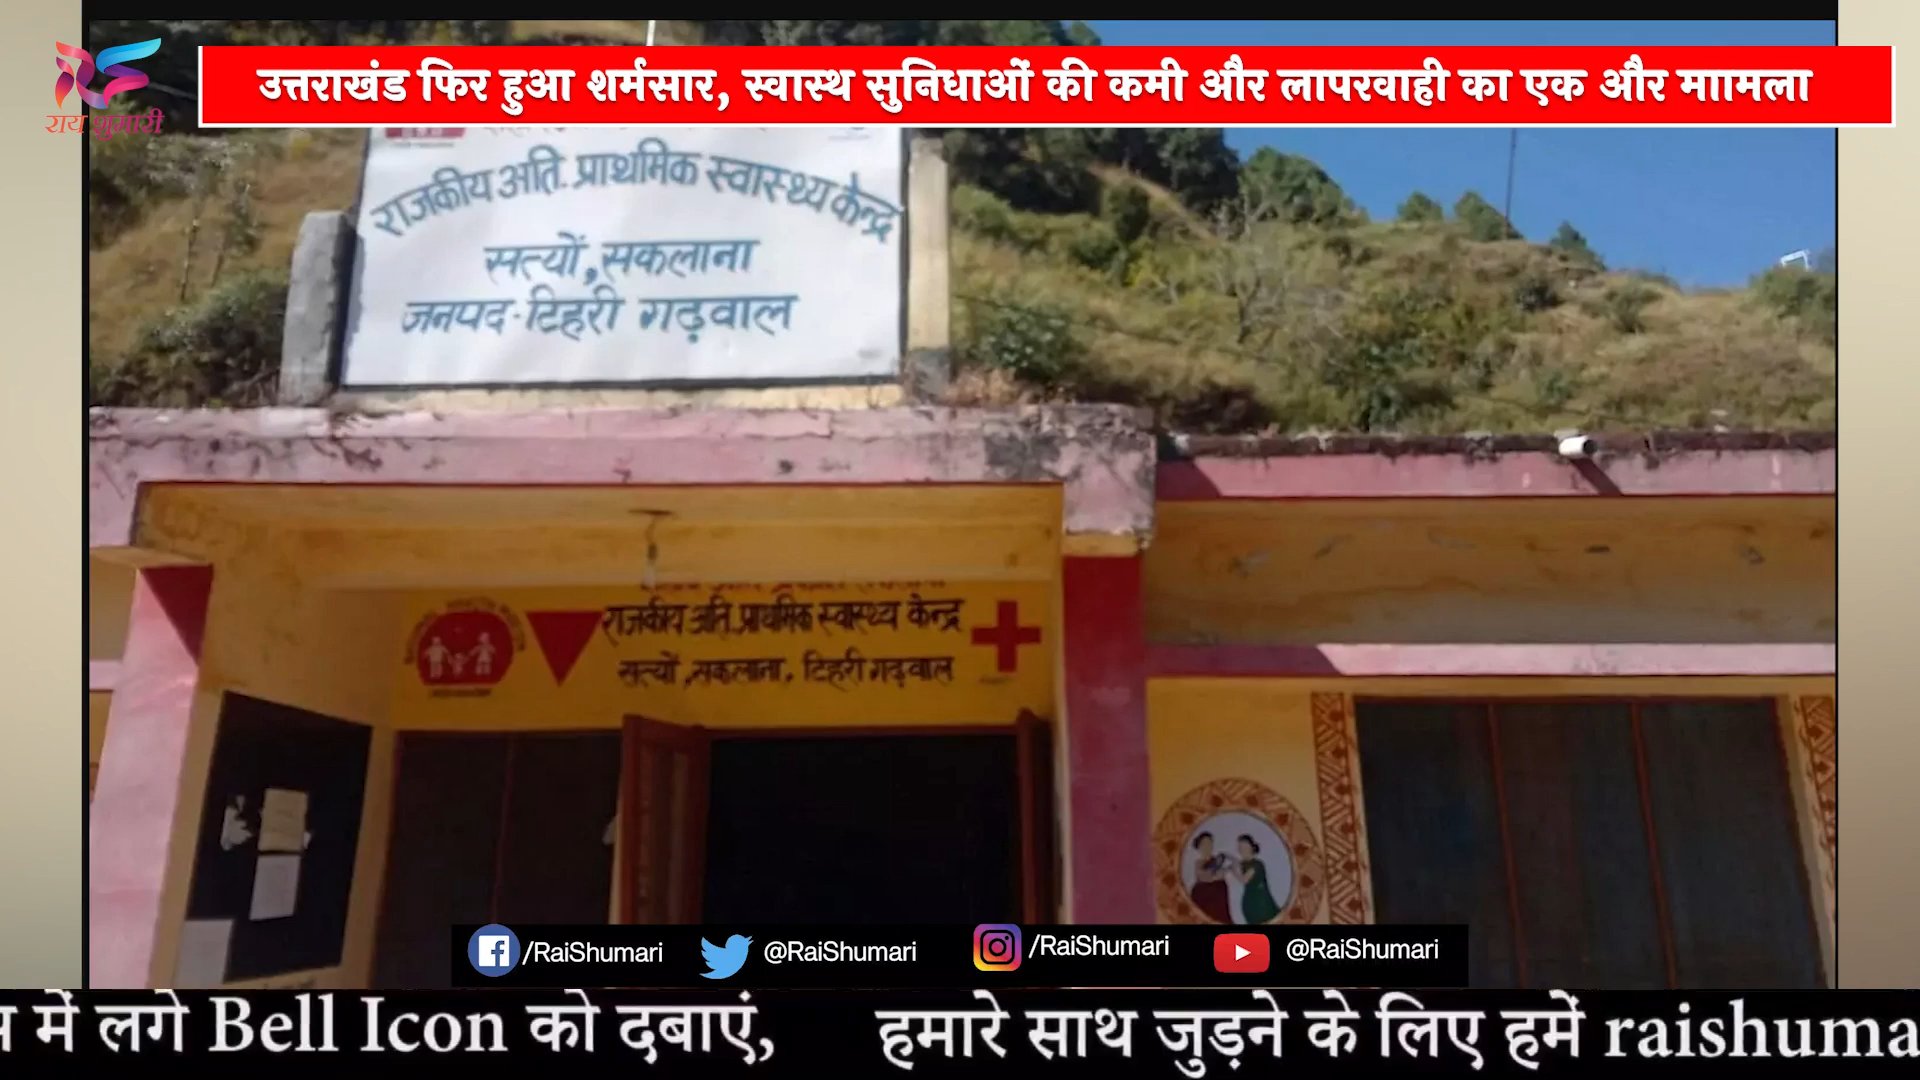 राय शुमारी
उत्तराखंड फिर हुआ शर्मसार, स्वास्थ सुनिधाओं की कमी और लापरवाही का एक और माामला
राजकीय अति. प्राथमिक स्वास्थ्य केन्द्र
सत्यों, सकलाना
जनपद-टिहरी गढ़वाल
राजकीय अति. प्राथमिक स्वास्थ्य केन्द्र
सत्यों, सकलाना, टिहरी गढ़वाल
/RaiShumari @RaiShumari /RaiShumari @RaiShumari
में लगे Bell Icon को दबाएं, हमारे साथ जुड़ने के लिए हमें raishuma